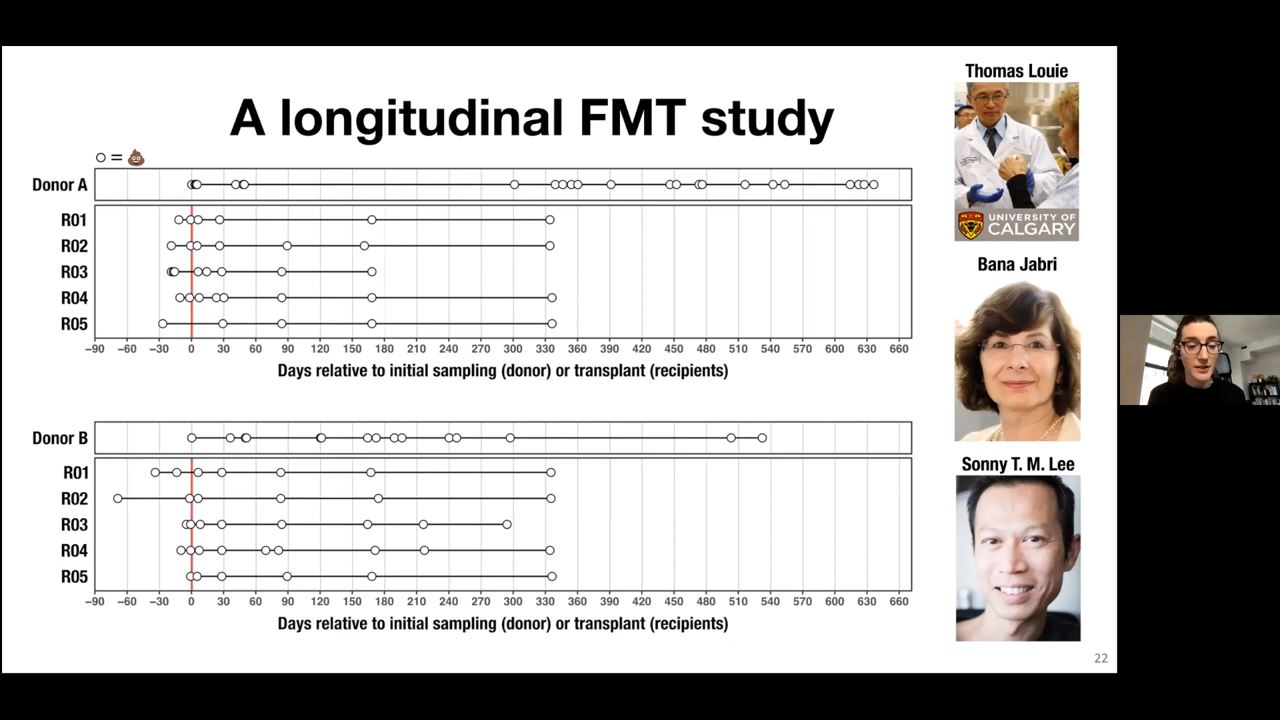 A longitudinal FMT study
○ = 💩
Donor A
R01
R02
R03
R04
R05
−90 −60 −30 0 30 60 90 120 150 180 210 240 270 300 330 360 390 420 450 480 510 540 570 600 630 660
Days relative to initial sampling (donor) or transplant (recipients)
Donor B
R01
R02
R03
R04
R05
−90 −60 −30 0 30 60 90 120 150 180 210 240 270 300 330 360 390 420 450 480 510 540 570 600 630 660
Days relative to initial sampling (donor) or transplant (recipients)
Thomas Louie
UNIVERSITY OF
CALGARY
Bana Jabri
Sonny T. M. Lee
22